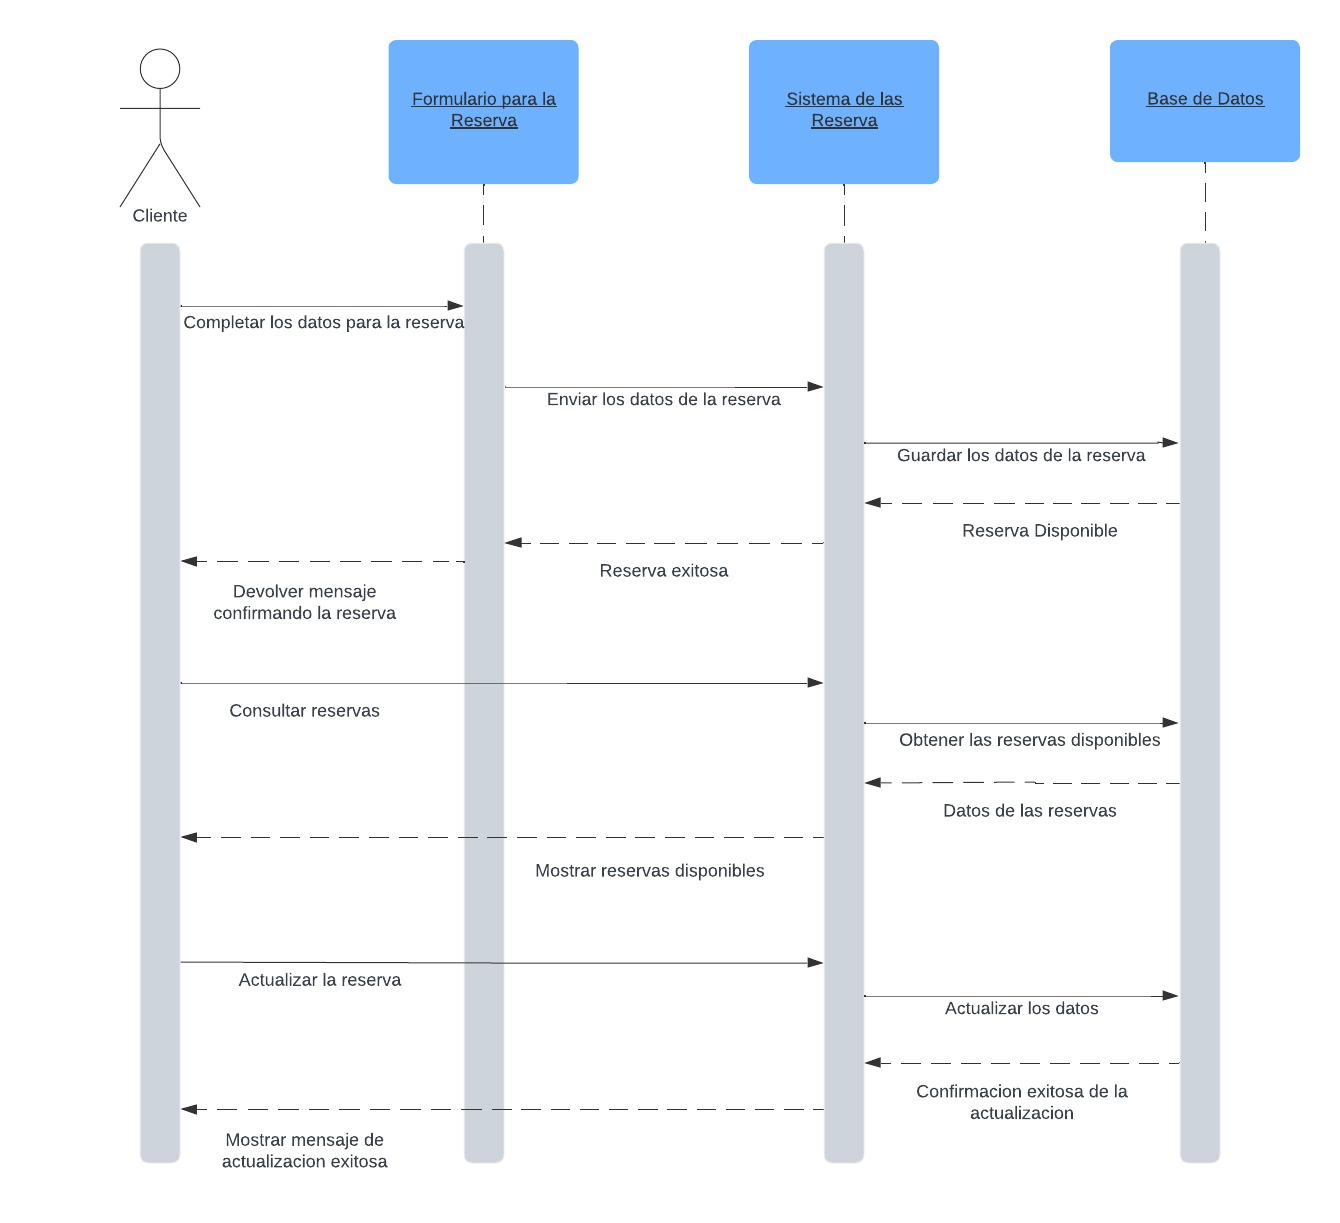 Formulario para la
Reserva
Sistema de las
Reserva
Base de Datos
Cliente
Completar los datos para la reserva
Enviar los datos de la reserva
Guardar los datos de la reserva
Reserva Disponible
Reserva exitosa
Devolver mensaje
confirmando la reserva
Consultar reservas
Obtener las reservas disponibles
Datos de las reservas
Mostrar reservas disponibles
Actualizar la reserva
Actualizar los datos
Confirmacion exitosa de la
actualizacion
Mostrar mensaje de
actualizacion exitosa